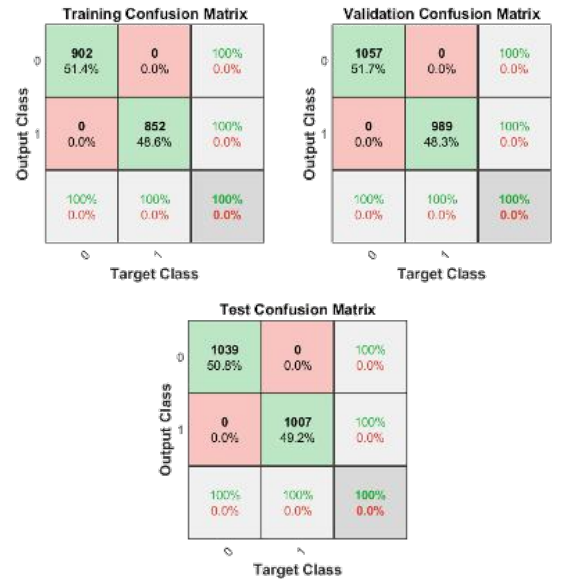 Training Confusion Matrix
0 902 0 100%
51.4% 0.0% 0.0%
1 0 852 100%
0.0% 48.6% 0.0%
100% 100% 100%
0.0% 0.0% 0.0%
0 1
Target Class
Output Class
Validation Confusion Matrix
0 1057 0 100%
51.7% 0.0% 0.0%
1 0 989 100%
0.0% 48.3% 0.0%
100% 100% 100%
0.0% 0.0% 0.0%
0 1
Target Class
Output Class
Test Confusion Matrix
0 1039 0 100%
50.8% 0.0% 0.0%
1 0 1007 100%
0.0% 49.2% 0.0%
100% 100% 100%
0.0% 0.0% 0.0%
0 1
Target Class
Output Class